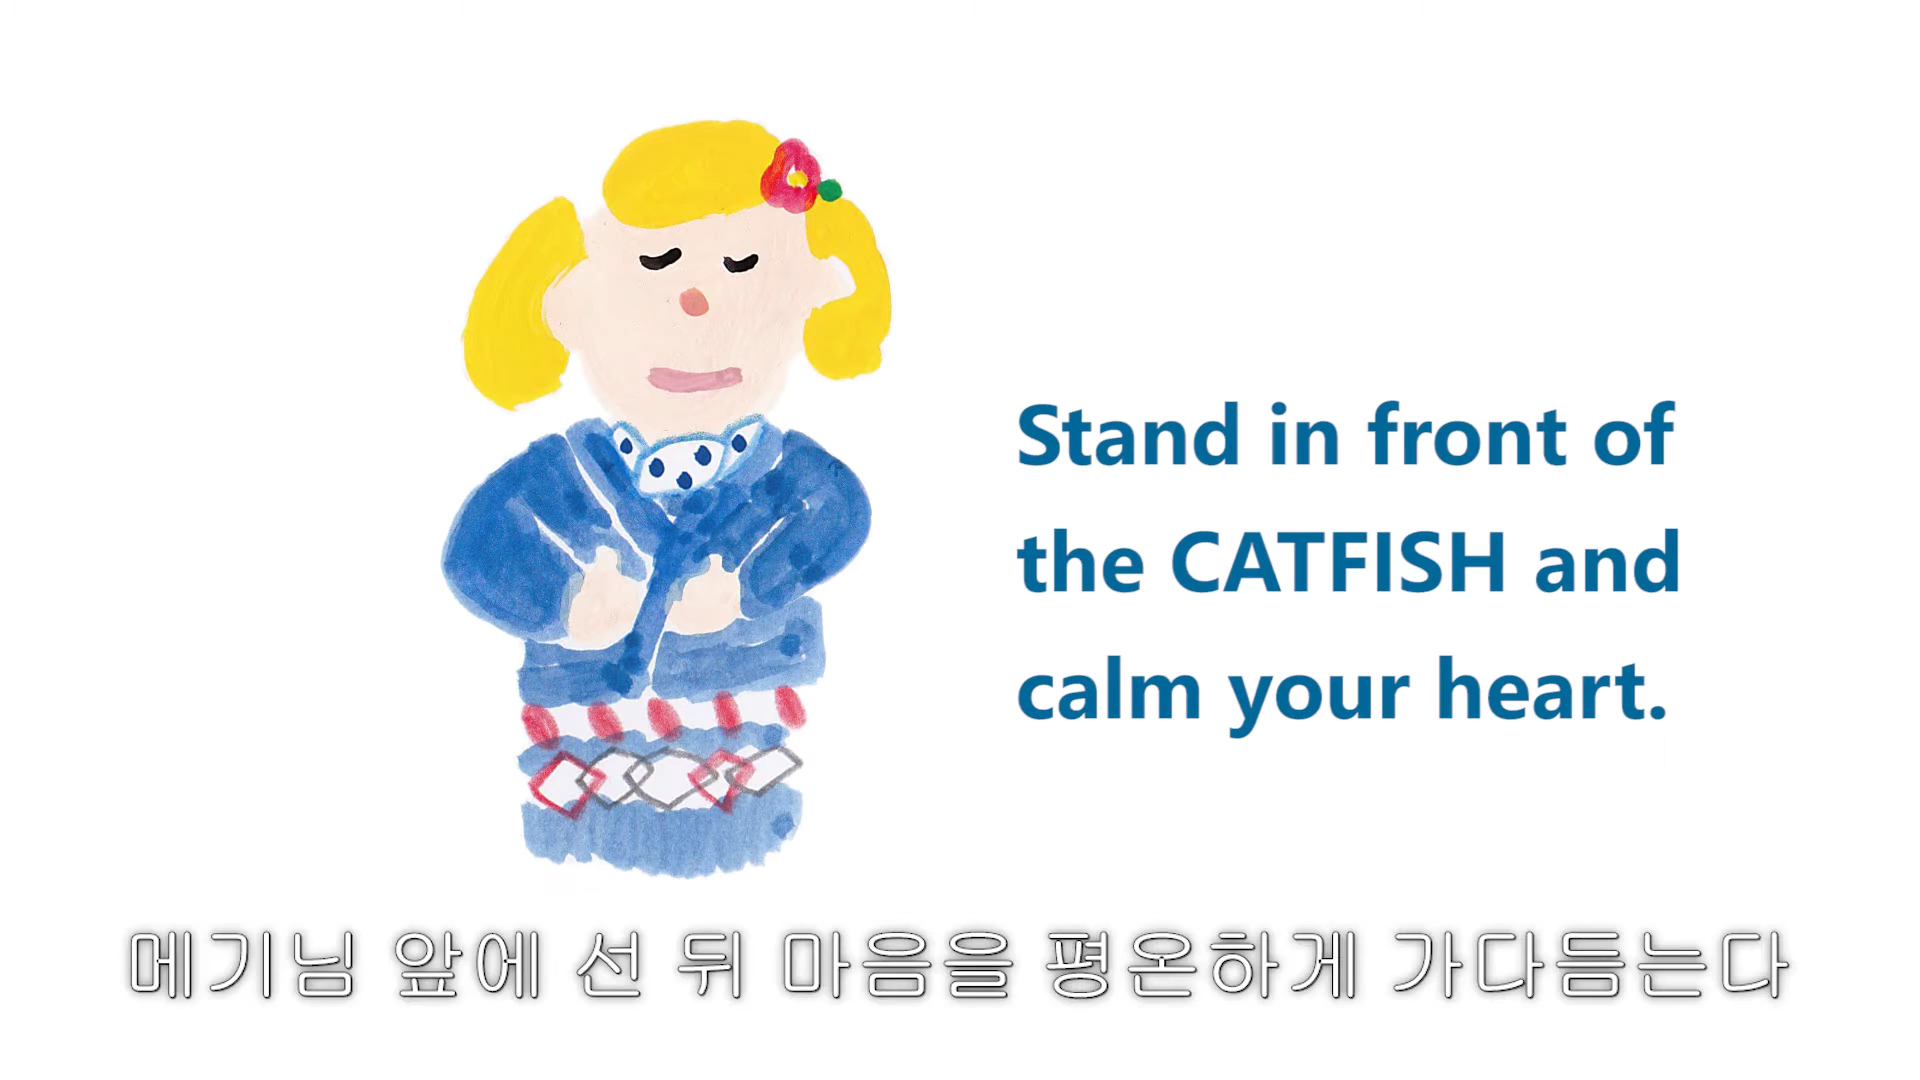 Stand in front of
the CATFISH and
calm your heart.
메기님 앞에 선 뒤 마음을 평온하게 가다듬는다